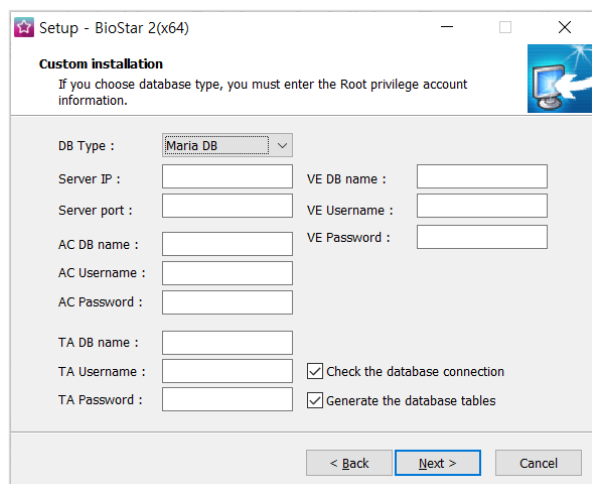 Setup - BioStar 2(x64)
Custom installation
If you choose database type, you must enter the Root privilege account
information.
DB Type :
Maria DB
Server IP :
Server port :
AC DB name :
AC Username :
AC Password :
TA DB name :
TA Username :
TA Password :
VE DB name :
VE Username :
VE Password :
Check the database connection
Generate the database tables
< Back
Next >
Cancel